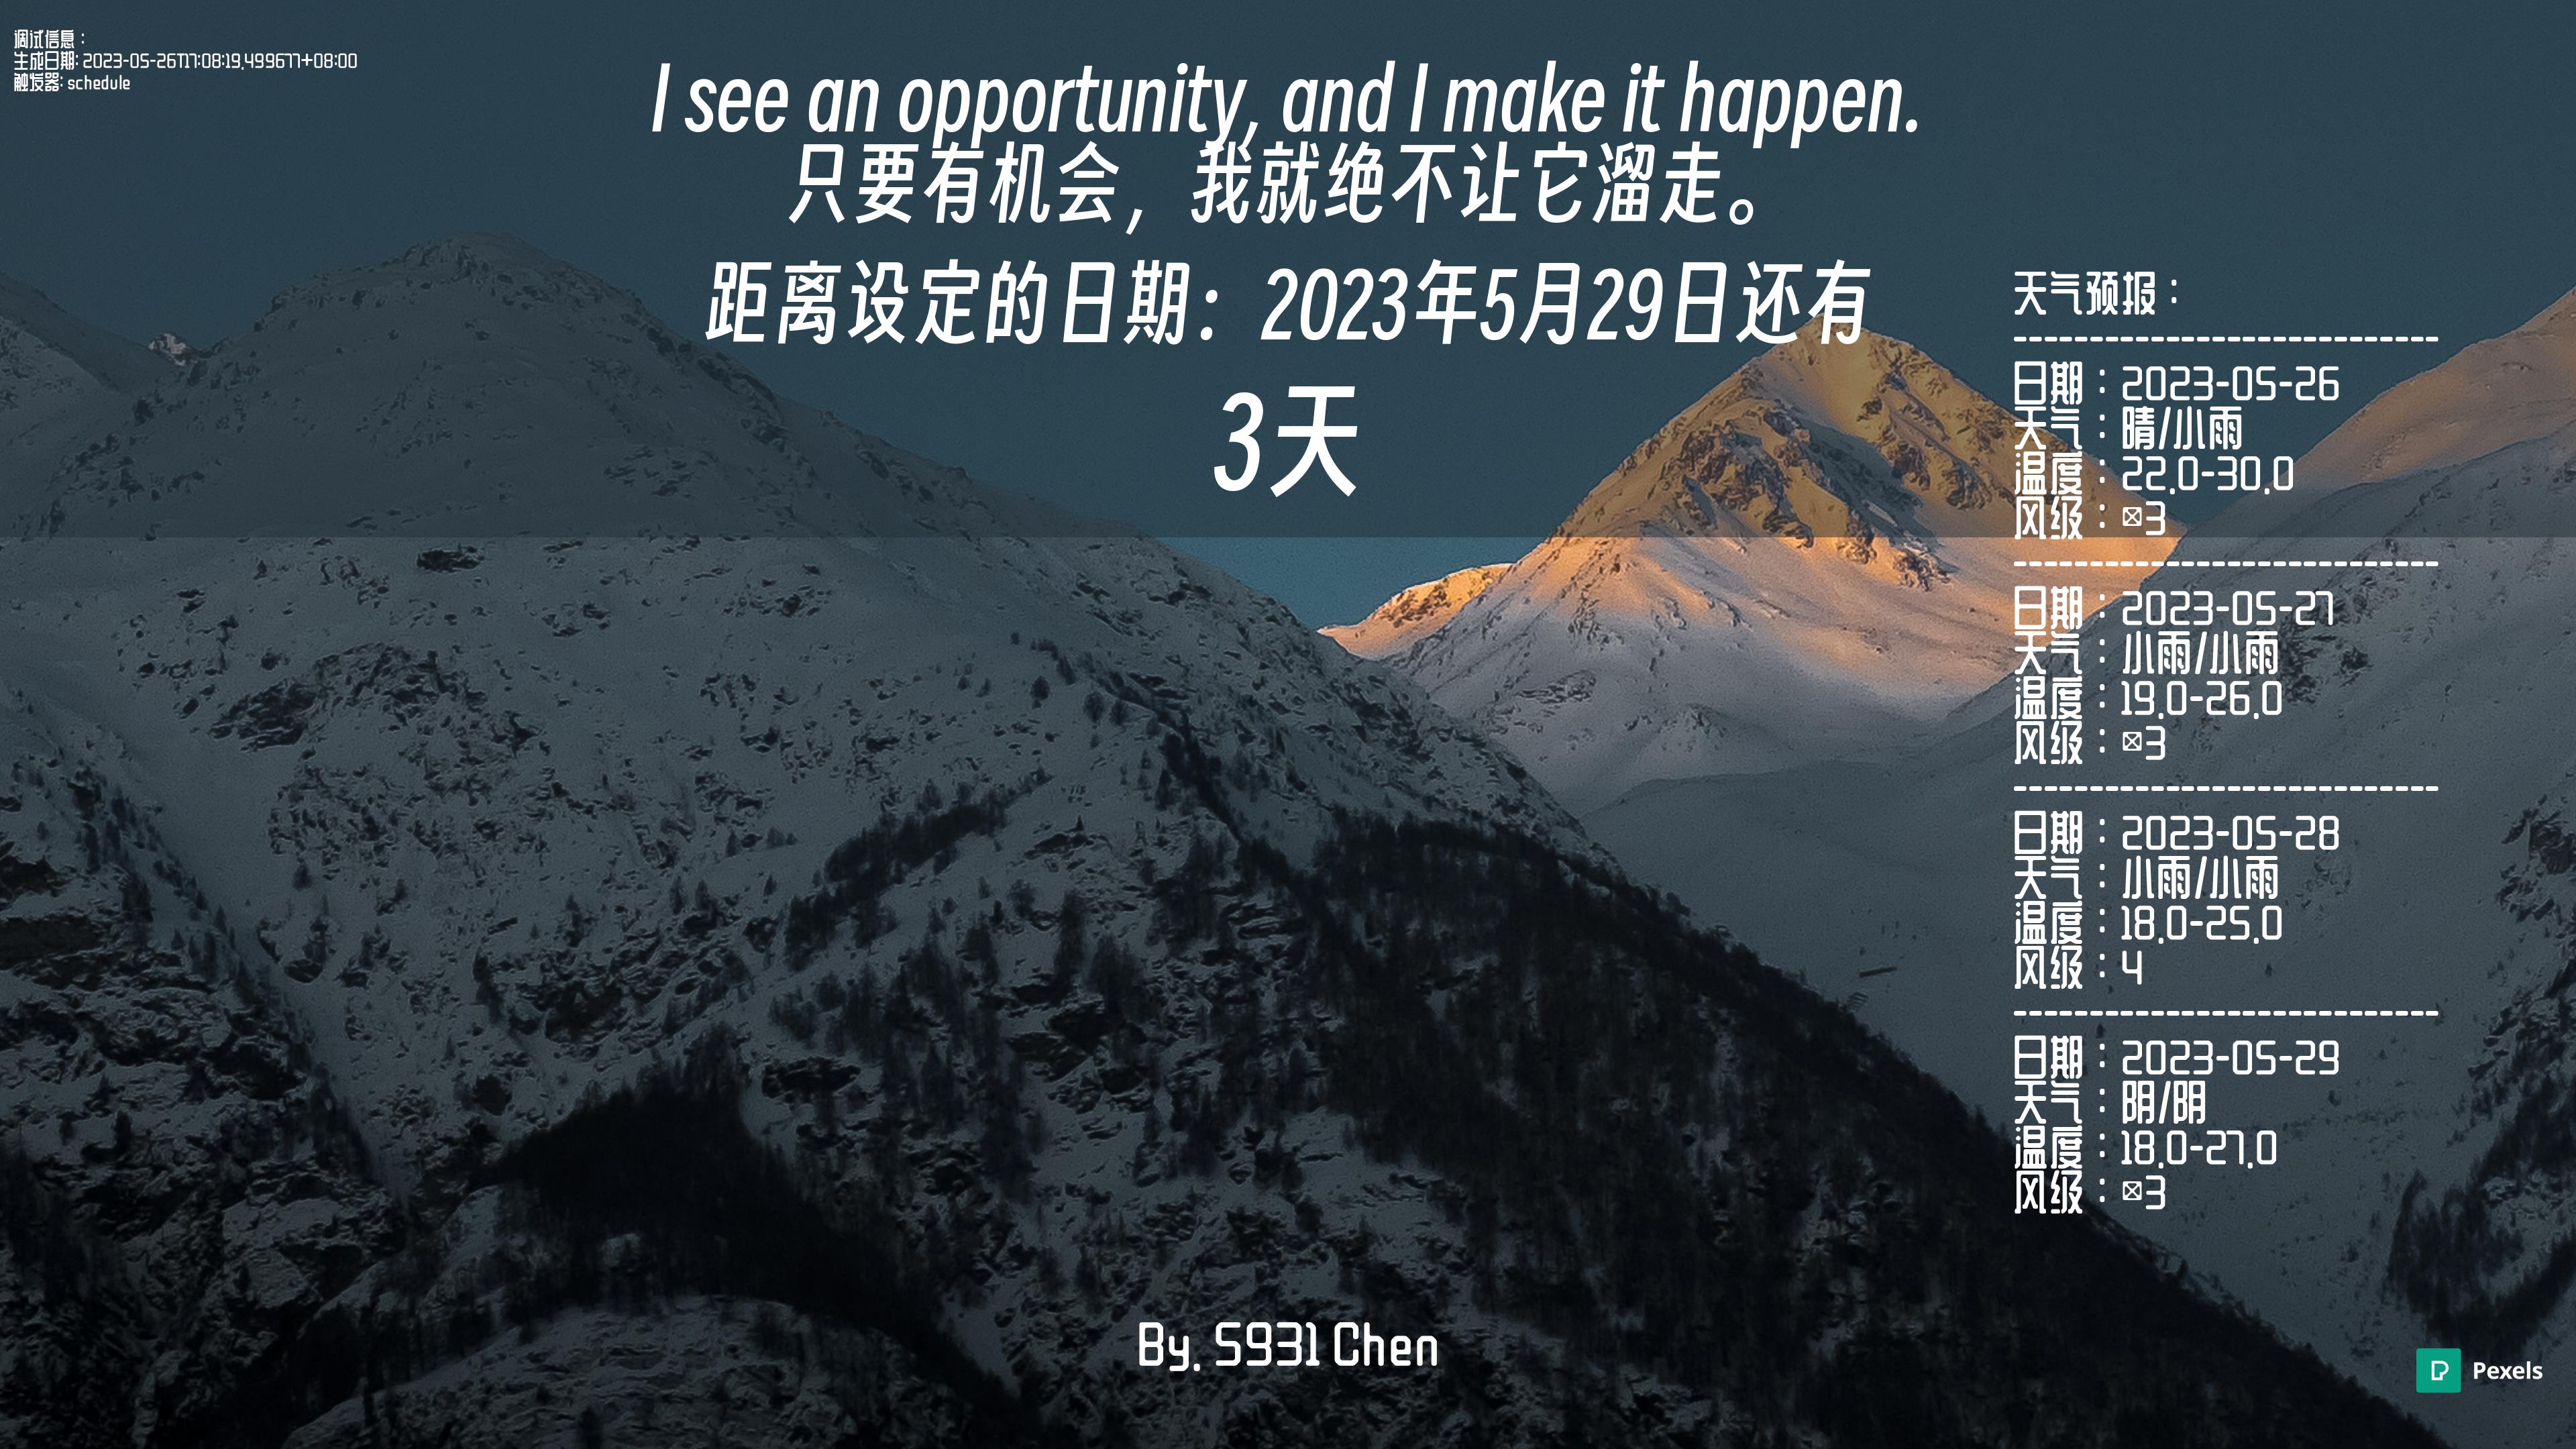 调试信息：
生成日期: 2023-05-26T17:08:19.499677+08:00
触发器: schedule
I see an opportunity, and I make it happen.
只要有机会，我就绝不让它溜走。
距离设定的日期：2023年5月29日还有
3天
天气预报：
----------------------------
日期：2023-05-26
天气：晴/小雨
温度：22.0-30.0
风级：3
----------------------------
日期：2023-05-27
天气：小雨/小雨
温度：19.0-26.0
风级：3
----------------------------
日期：2023-05-28
天气：小雨/小雨
温度：18.0-25.0
风级：4
----------------------------
日期：2023-05-29
天气：阴/阴
温度：18.0-27.0
风级：3
By. S931 Chen
Pexels